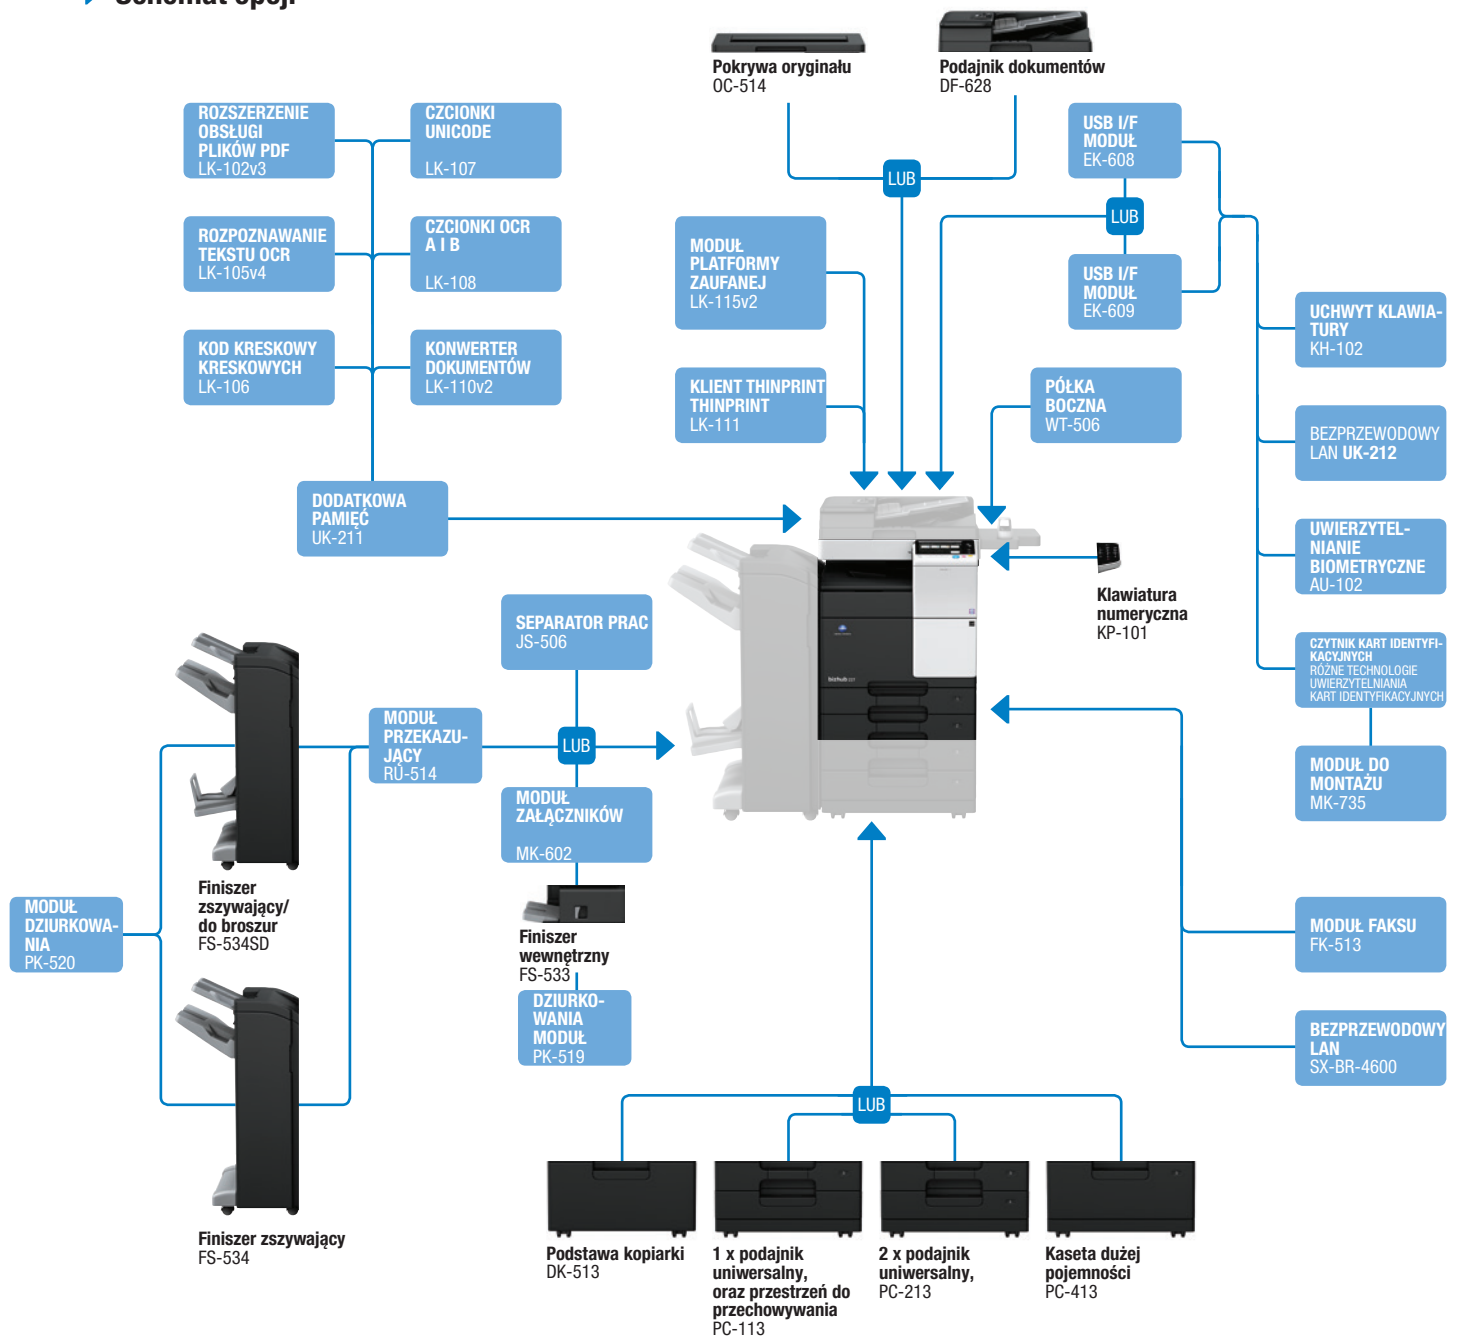 Schemat opcji
Pokrywa oryginału
OC-514
Podajnik dokumentów
DF-628
ROZSZERZENIE
OBSŁUGI
PLIKÓW PDF
LK-102v3
CZCIONKI
UNICODE
LK-107
USB I/F
MODUŁ
EK-608
LUB
LUB
ROZPOZNAWANIE
TEKSTU OCR
LK-105v4
CZCIONKI OCR
A I B
LK-108
MODUŁ
PLATFORMY
ZAUFANEJ
LK-115v2
USB I/F
MODUŁ
EK-609
UCHWYT KLAWIA-
TURY
KH-102
KOD KRESKOWY
KRESKOWYCH
LK-106
KONWERTER
DOKUMENTÓW
LK-110v2
KLIENT THINPRINT
THINPRINT
LK-111
PÓŁKA
BOCZNA
WT-506
BEZPRZEWODOWY
LAN UK-212
DODATKOWA
PAMIĘĆ
UK-211
UWIERZYTEL-
NIANIE
BIOMETRYCZNE
AU-102
Klawiatura
numeryczna
KP-101
SEPARATOR PRAC
JS-506
CZYTNIK KART IDENTYFI-
KACYJNYCH
RÓŻNE TECHNOLOGIE
UWIERZYTELNIANIA
KART IDENTYFIKACYJNYCH
bizhub
MODUŁ
PRZEKAZU-
JĄCY
RU-514
LUB
MODUŁ DO
MONTAŻU
MK-735
MODUŁ
ZAŁĄCZNIKÓW
MK-602
Finiszer
zszywający/
do broszur
FS-534SD
MODUŁ
DZIURKOWA-
NIA
PK-520
Finiszer
wewnętrzny
FS-533
MODUŁ FAKSU
FK-513
DZIURKO-
WANIA
MODUŁ
PK-519
BEZPRZEWODOWY
LAN
SX-BR-4600
LUB
Finiszer zszywający
FS-534
Podstawa kopiarki
DK-513
1 x podajnik
uniwersalny,
oraz przestrzeń do
przechowywania
PC-113
2 x podajnik
uniwersalny,
PC-213
Kaseta dużej
pojemności
PC-413